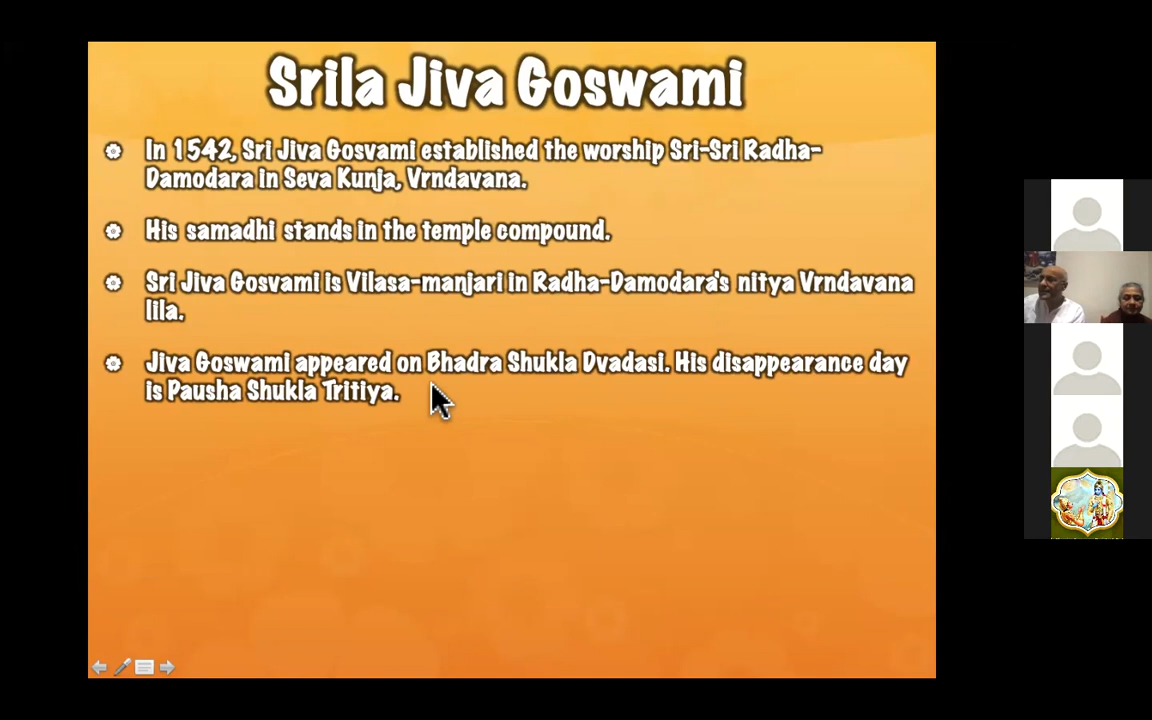 Srila Jiva Goswami
In 1542, Sri Jiva Gosvami established the worship Sri-Sri Radha-
Damodara in Seva Kunja, Vrndavana.
His samadhi stands in the temple compound.
Sri Jiva Gosvami is Vilasa-manjari in Radha-Damodara's nitya Vrndavana
lila.
Jiva Goswami appeared on Bhadra Shukla Dvadasi. His disappearance day
is Pausha Shukla Tritiya.